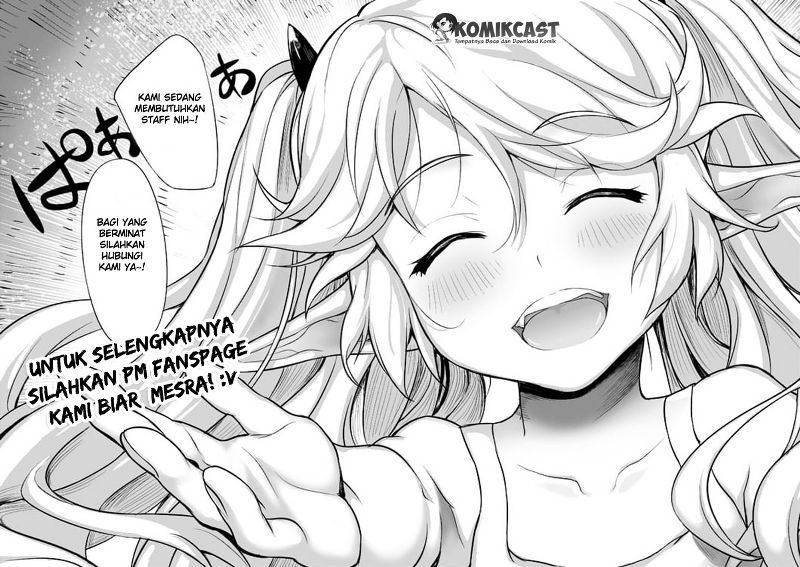 KOMIKCAST
Tempatnya Baca dan Download Komik
KAMI SEDANG
MEMBUTUHKAN
STAFF NIH~!
ぱぁぁ
BAGI YANG
BERMINAT
SILAHKAN
HUBUNGI
KAMI YA~!
UNTUK SELENGKAPNYA
SILAHKAN PM FANSPAGE
KAMI BIAR MESRA! :V